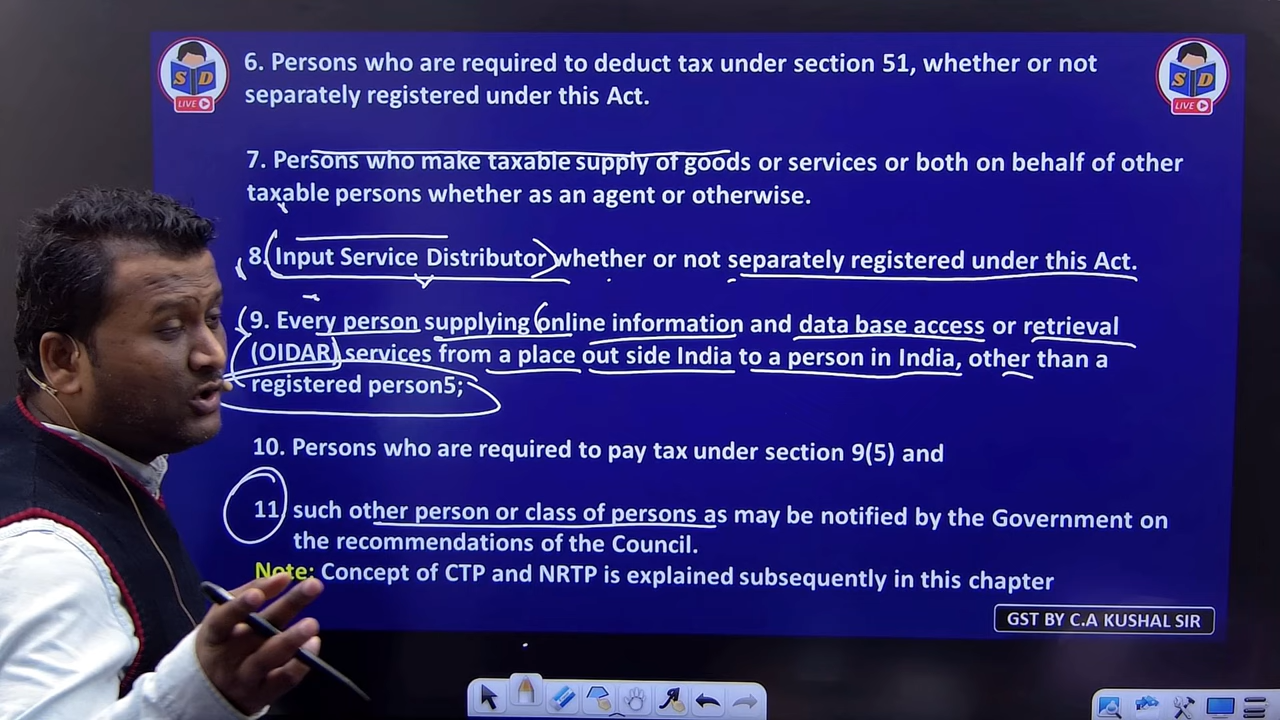 S D
LIVE
S D
LIVE
6. Persons who are required to deduct tax under section 51, whether or not
separately registered under this Act.
7. Persons who make taxable supply of goods or services or both on behalf of other
taxable persons whether as an agent or otherwise.
8. Input Service Distributor whether or not separately registered under this Act.
9. Every person supplying online information and data base access or retrieval
(OIDAR) services from a place out side India to a person in India, other than a
registered person5;
10. Persons who are required to pay tax under section 9(5) and
11. such other person or class of persons as may be notified by the Government on
the recommendations of the Council.
Note: Concept of CTP and NRTP is explained subsequently in this chapter
GST BY C.A KUSHAL SIR